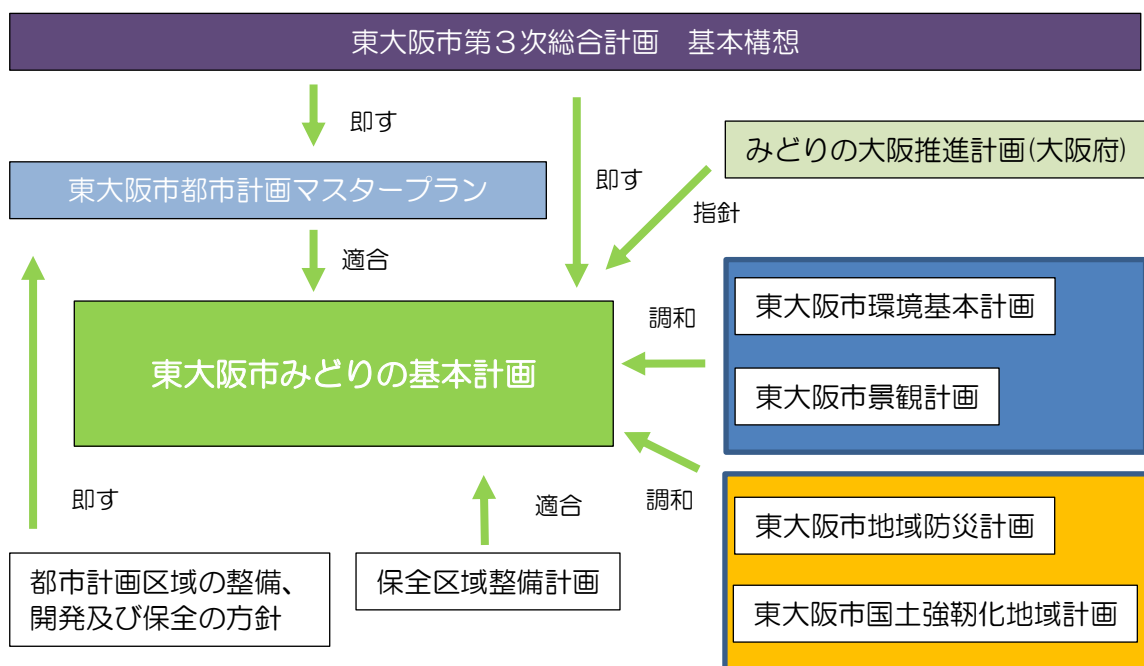 東大阪市第３次総合計画　基本構想
即す
みどりの大阪推進計画(大阪府)
東大阪市都市計画マスタープラン
即す
指針
適合
東大阪市環境基本計画
調和
東大阪市みどりの基本計画
東大阪市景観計画
即す
適合
調和
東大阪市地域防災計画
都市計画区域の整備、
開発及び保全の方針
保全区域整備計画
東大阪市国土強靭化地域計画